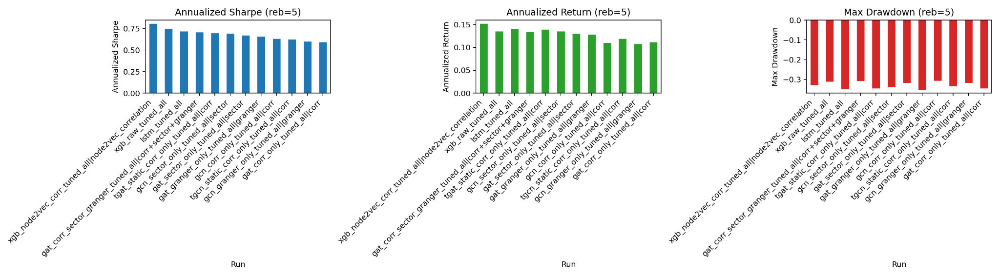 Annualized Sharpe (reb=5)
Annualized Sharpe
0.75
0.50
0.25
0.00
xgb_node2vec_corr_tuned_all|node2vec_correlation
xgb_raw_tuned_all
lstm_tuned_all
gat_corr_sector_granger_tuned_all|corr+sector+granger
tgat_static_corr_only_tuned_all|corr
gcn_sector_only_tuned_all|sector
gat_sector_only_tuned_all|sector
gat_granger_only_tuned_all|granger
gcn_corr_only_tuned_all|corr
tgcn_static_corr_only_tuned_all|corr
gcn_granger_only_tuned_all|granger
gat_corr_only_tuned_all|corr
Run
Annualized Return (reb=5)
Annualized Return
0.15
0.10
0.05
0.00
xgb_node2vec_corr_tuned_all|node2vec_correlation
xgb_raw_tuned_all
lstm_tuned_all
gat_corr_sector_granger_tuned_all|corr+sector+granger
tgat_static_corr_only_tuned_all|corr
gcn_sector_only_tuned_all|sector
gat_sector_only_tuned_all|sector
gat_granger_only_tuned_all|granger
gcn_corr_only_tuned_all|corr
tgcn_static_corr_only_tuned_all|corr
gcn_granger_only_tuned_all|granger
gat_corr_only_tuned_all|corr
Run
Max Drawdown (reb=5)
Max Drawdown
0.0
−0.1
−0.2
−0.3
xgb_node2vec_corr_tuned_all|node2vec_correlation
xgb_raw_tuned_all
lstm_tuned_all
gat_corr_sector_granger_tuned_all|corr+sector+granger
tgat_static_corr_only_tuned_all|corr
gcn_sector_only_tuned_all|sector
gat_sector_only_tuned_all|sector
gat_granger_only_tuned_all|granger
gcn_corr_only_tuned_all|corr
tgcn_static_corr_only_tuned_all|corr
gcn_granger_only_tuned_all|granger
gat_corr_only_tuned_all|corr
Run